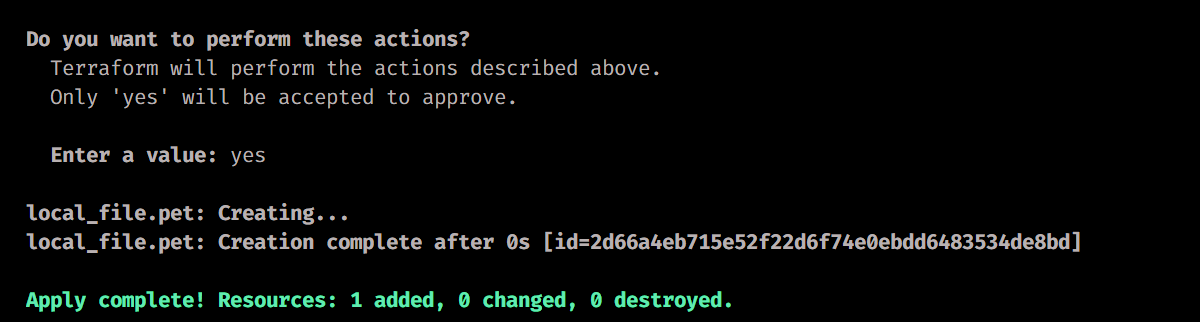 Do you want to perform these actions?
Terraform will perform the actions described above.
Only 'yes' will be accepted to approve.
Enter a value: yes
local_file.pet: Creating...
local_file.pet: Creation complete after 0s [id=2d66a4eb715e52f22d6f74e0ebdd6483534de8bd]
Apply complete! Resources: 1 added, 0 changed, 0 destroyed.